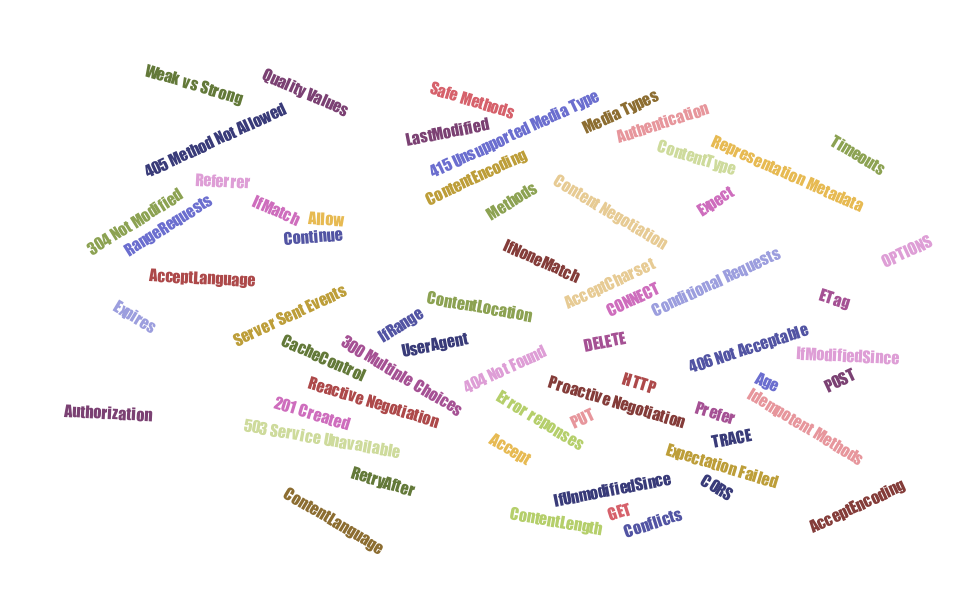 Weak vs Strong
Quality Values
Safe Methods
Media Types
415 Unsupported Media Type
Authentication
LastModified
405 Method Not Allowed
ContentType
Representation Metadata
Timeouts
ContentEncoding
Referrer
Methods
Content Negotiation
Expect
304 Not Modified
RangeRequests
IfMatch
Allow
Continue
OPTIONS
IfNoneMatch
AcceptLanguage
AcceptCharset
CONNECT
Conditional Requests
ETag
Expires
Server Sent Events
ContentLocation
IfRange
UserAgent
DELETE
406 Not Acceptable
IfModifiedSince
CacheControl
300 Multiple Choices
404 Not Found
HTTP
Age
POST
Reactive Negotiation
Proactive Negotiation
Authorization
201 Created
Error reponses
PUT
Prefer
Idempotent Methods
503 Service Unavailable
Accept
TRACE
Expectation Failed
RetryAfter
IfUnmodifiedSince
CORS
AcceptEncoding
ContentLanguage
ContentLength
GET
Conflicts